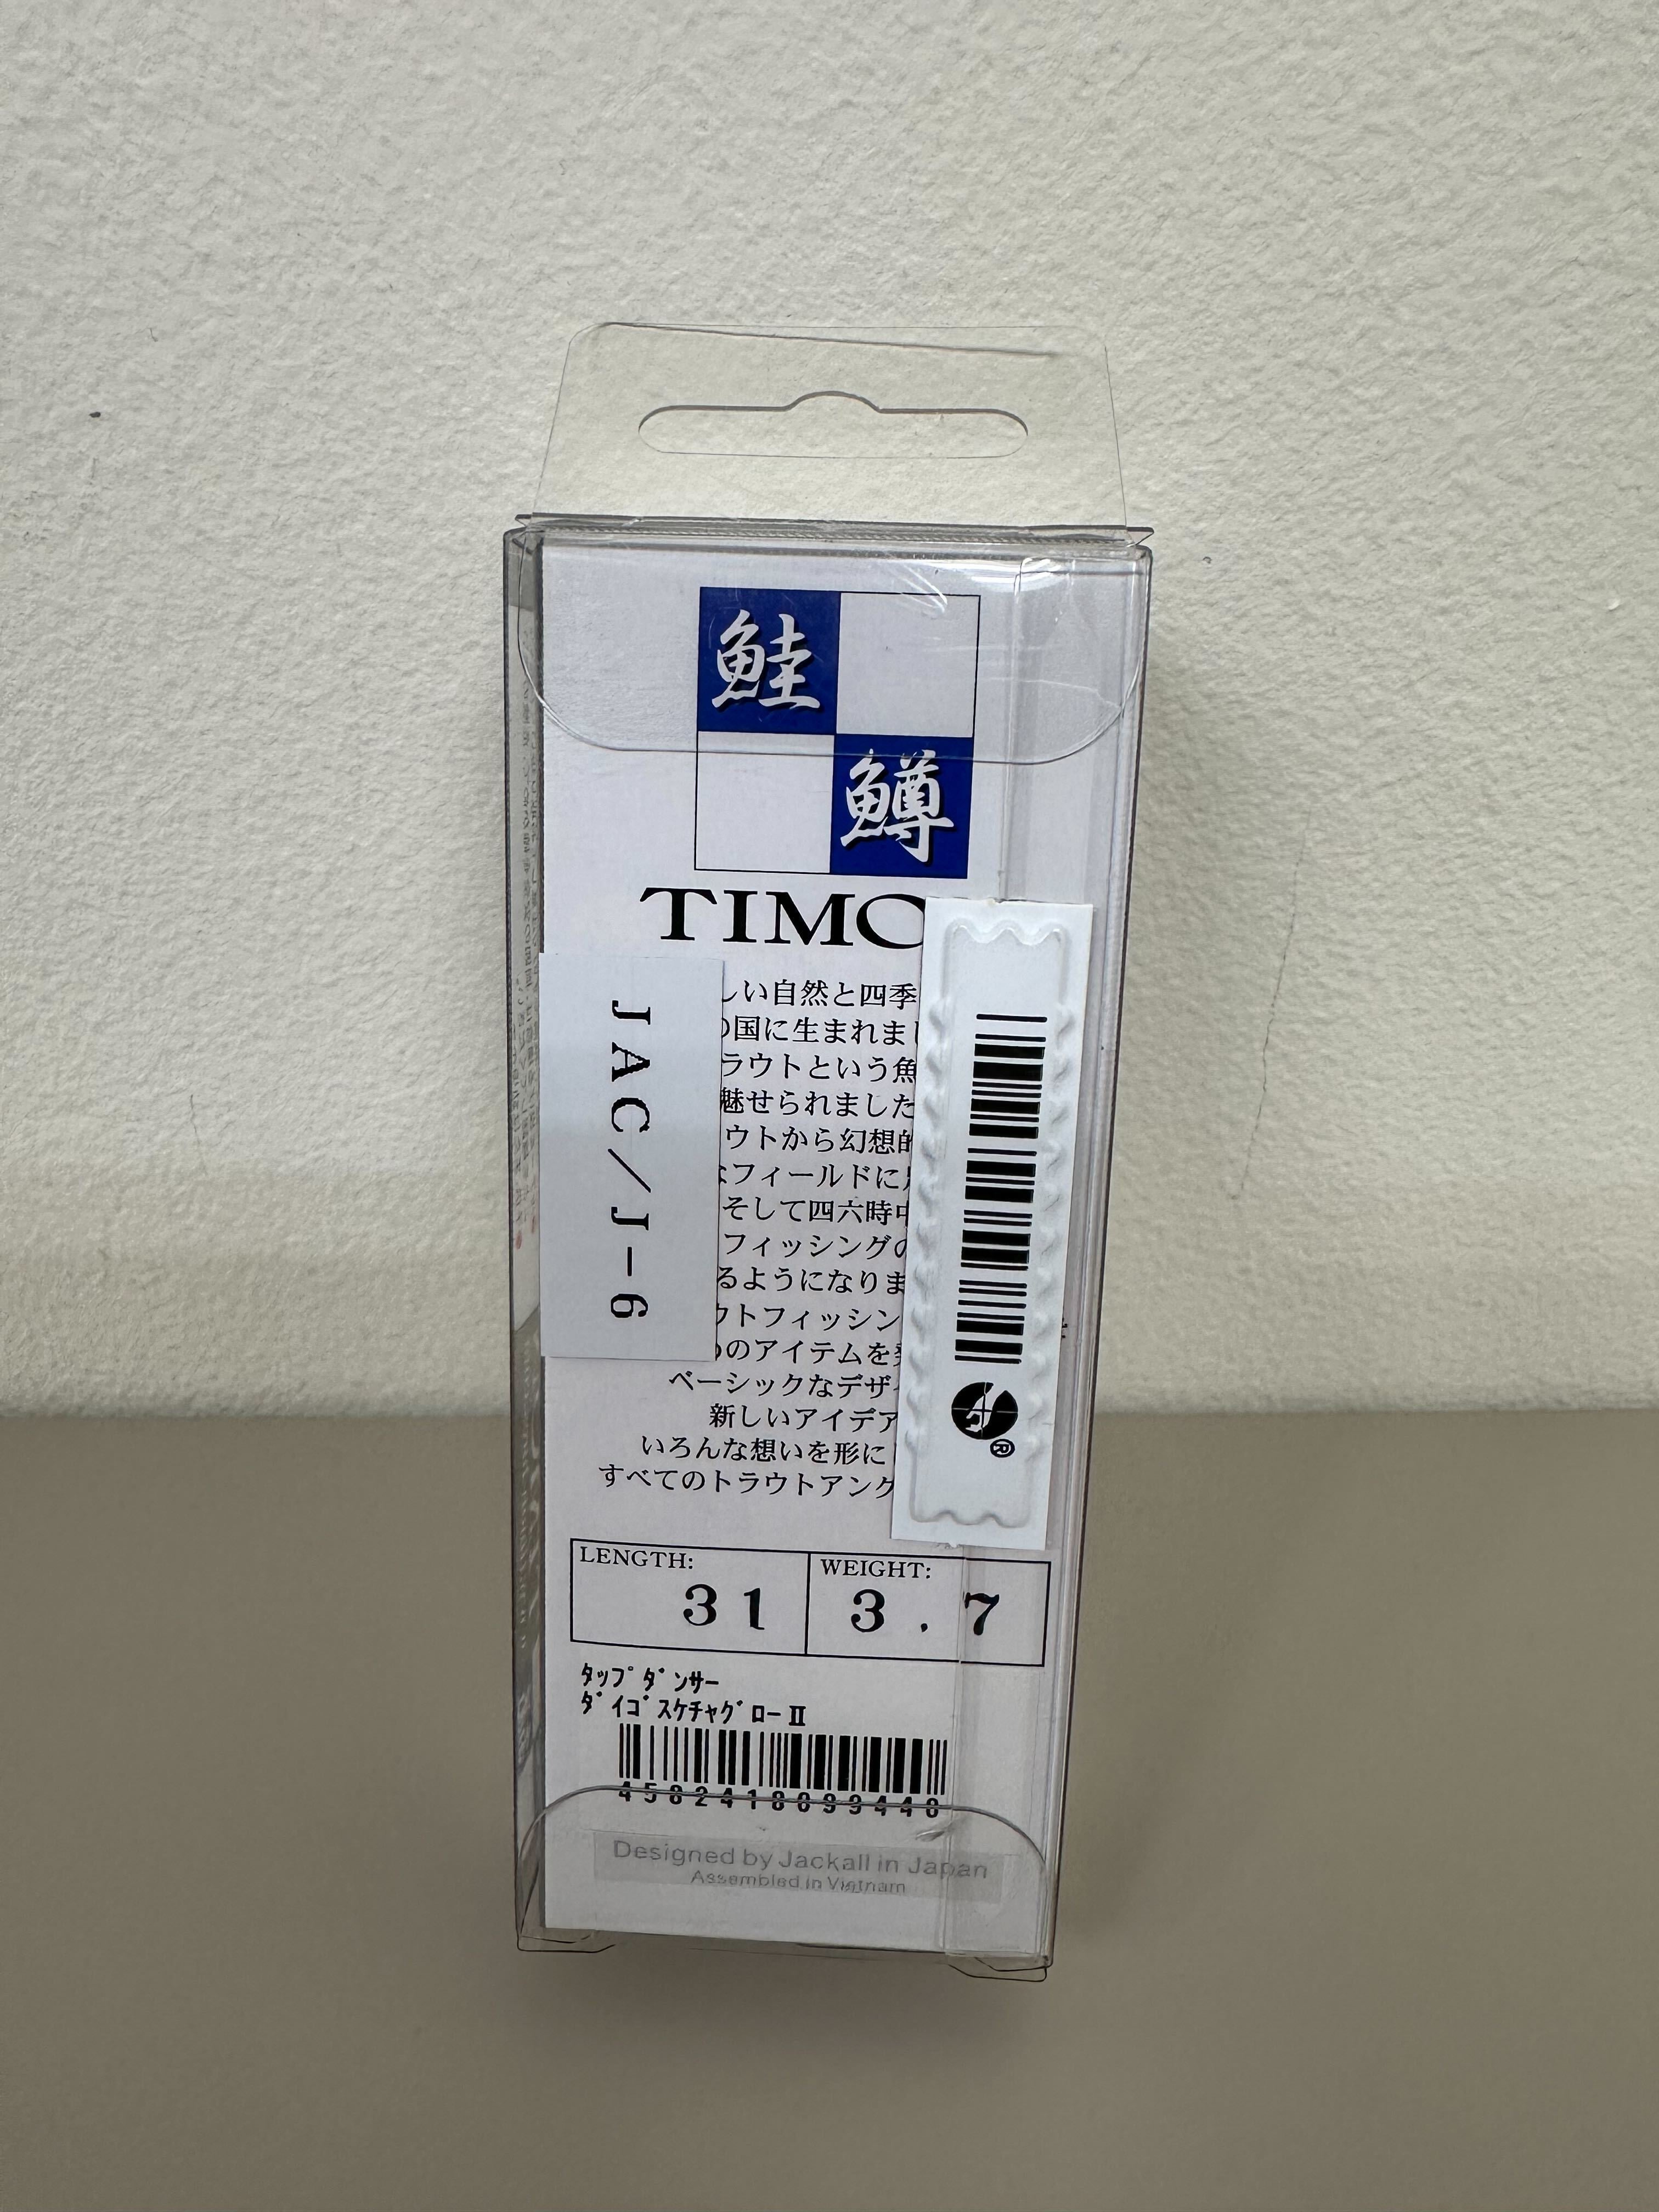 鮭
鱒
TIMO
しい自然と四季
の国に生まれまし
ラウトという魚
魅せられました
ウトから幻想的
なフィールドに
そして四六時中
フィッシングの
るようになりま
ウトフィッシン
のアイテムを
ベーシックなデザイ
新しいアイデア
いろんな想いを形に
すべてのトラウトアング
JAC/J-6
®
LENGTH:
31
WEIGHT:
3.7
ﾀｯﾌﾟﾀﾞﾝｻｰ
ﾀﾞｲｺﾞｽｹﾁｬｸﾞﾛｰⅡ
Designed by Jackall in Japan
Assembled in Vietnam